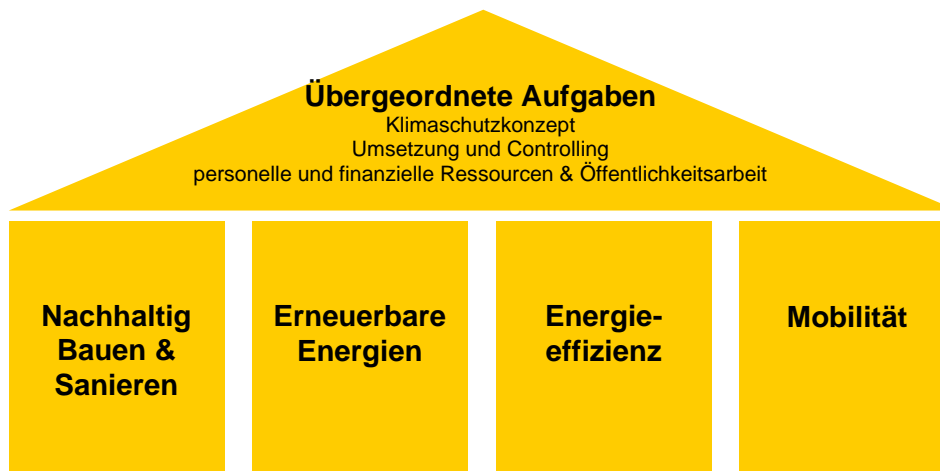 Übergeordnete Aufgaben
Klimaschutzkonzept
Umsetzung und Controlling
personelle und finanzielle Ressourcen & Öffentlichkeitsarbeit
Nachhaltig
Bauen &
Sanieren
Erneuerbare
Energien
Energie-
effizienz
Mobilität